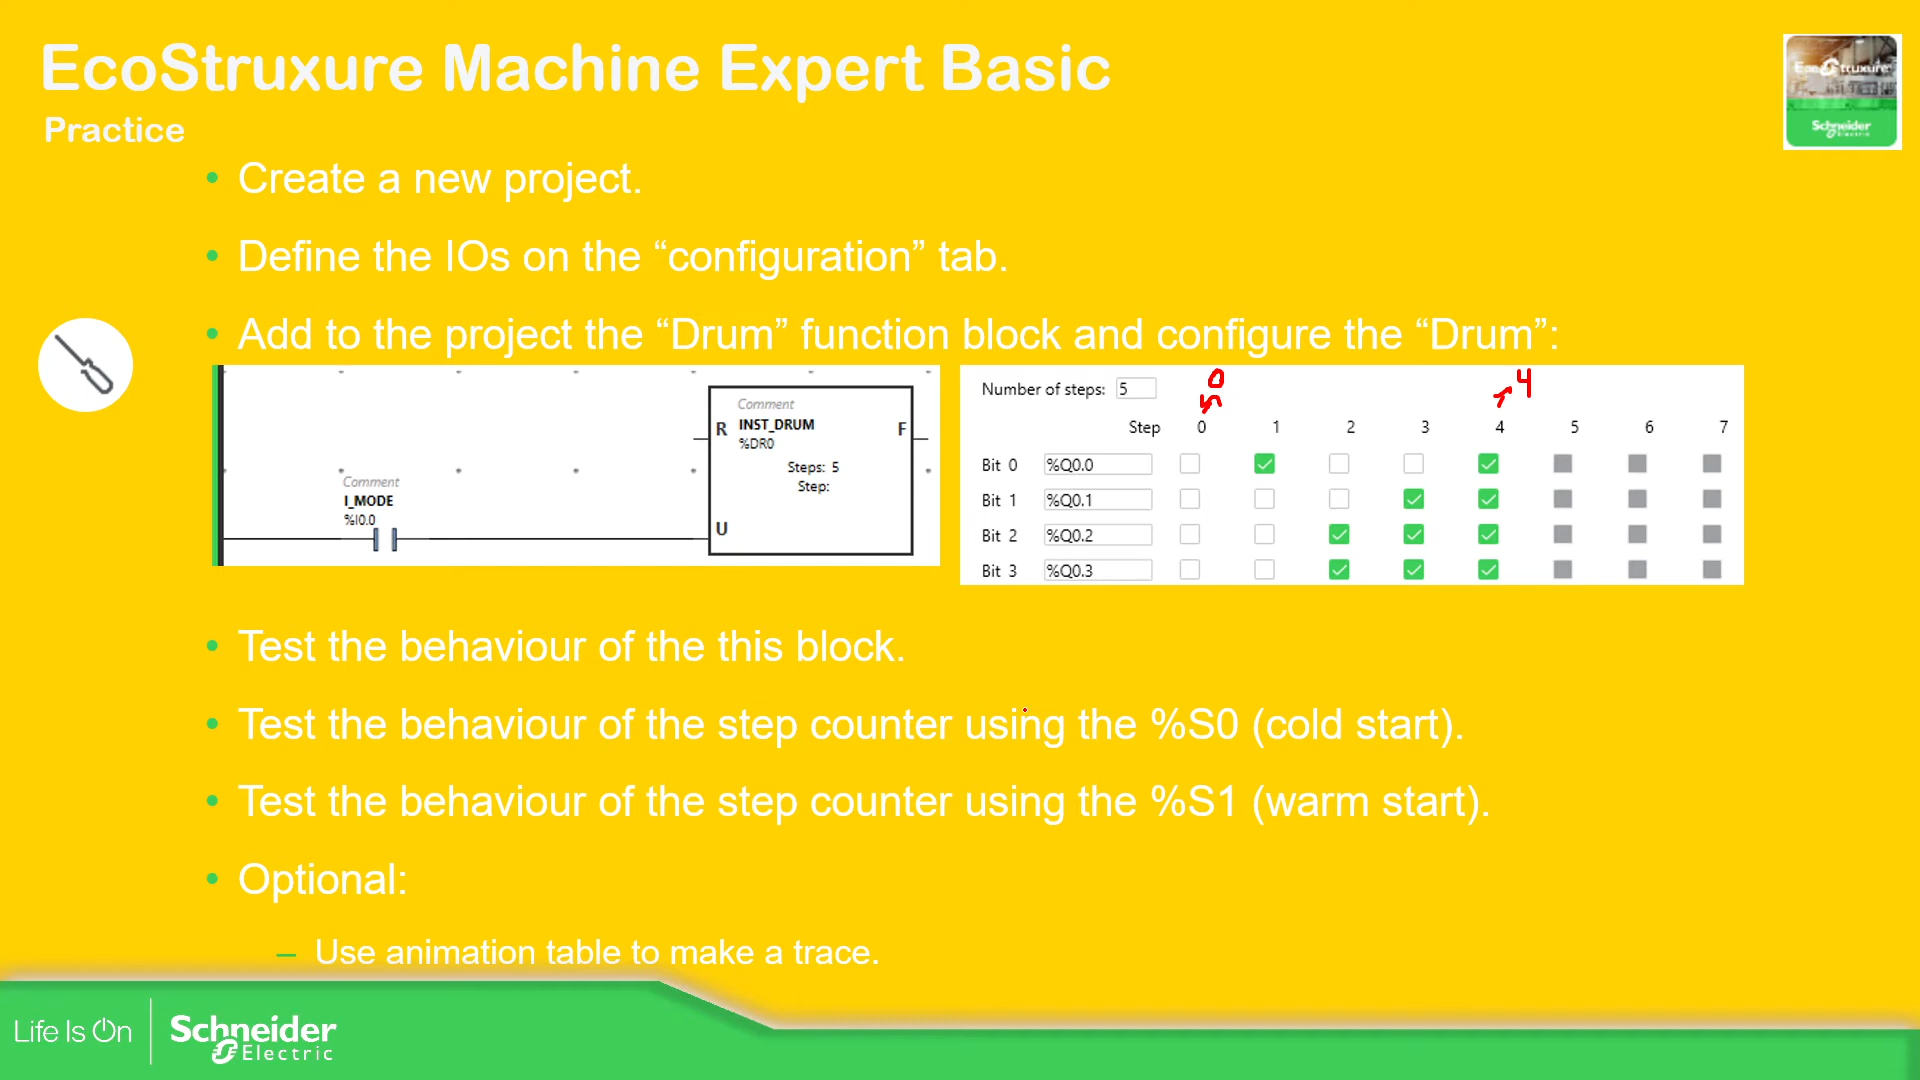 EcoStruxure Machine Expert Basic
Practice
EcoStruxure
Schneider
Electric
• Create a new project.
• Define the IOs on the “configuration” tab.
• Add to the project the “Drum” function block and configure the “Drum”:
Comment
R INST_DRUM F
%DR0
Steps: 5
Step:
Comment
I_MODE
%I0.0
U
0 4
Number of steps: 5
Step 0 1 2 3 4 5 6 7
Bit 0 %Q0.0
Bit 1 %Q0.1
Bit 2 %Q0.2
Bit 3 %Q0.3
• Test the behaviour of the this block.
• Test the behaviour of the step counter using the %S0 (cold start).
• Test the behaviour of the step counter using the %S1 (warm start).
• Optional:
– Use animation table to make a trace.
Life Is On
Schneider
Electric